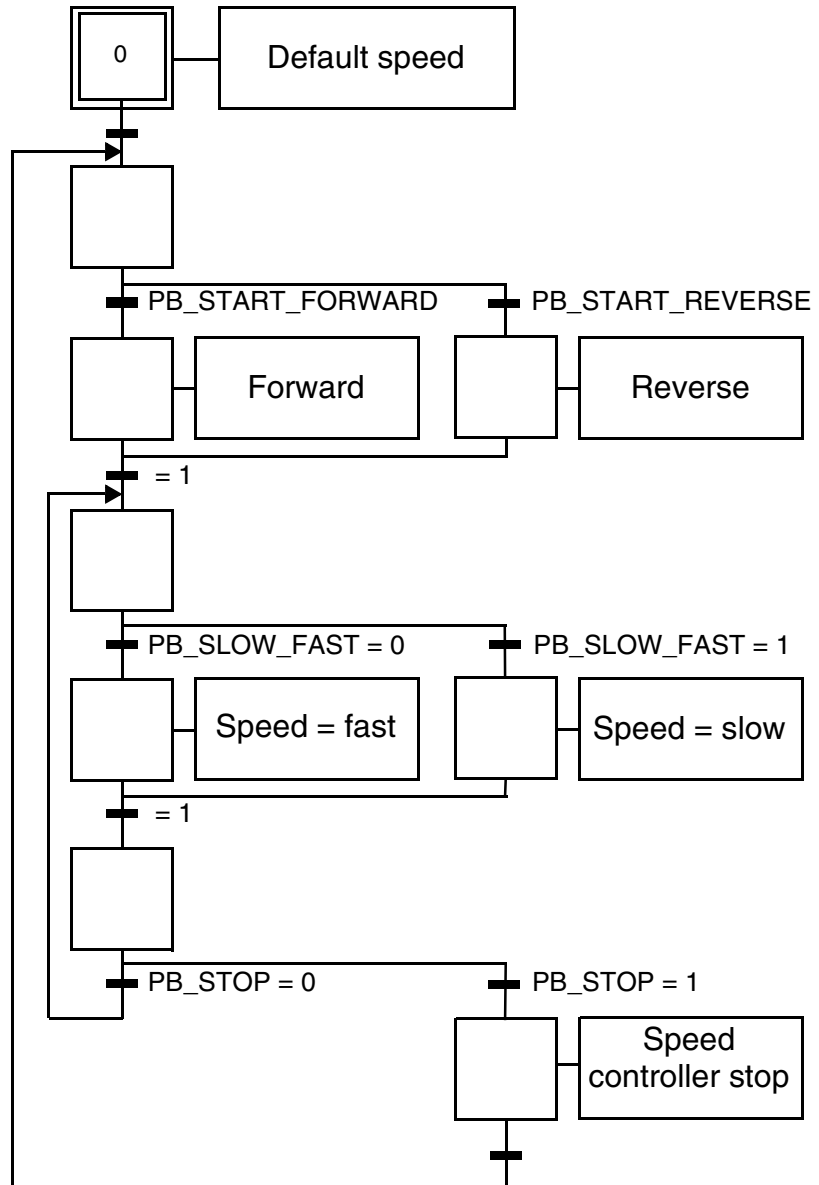 0
Default speed
PB_START_FORWARD
PB_START_REVERSE
Forward
Reverse
= 1
PB_SLOW_FAST = 0
PB_SLOW_FAST = 1
Speed = fast
Speed = slow
= 1
PB_STOP = 0
PB_STOP = 1
Speed
controller stop